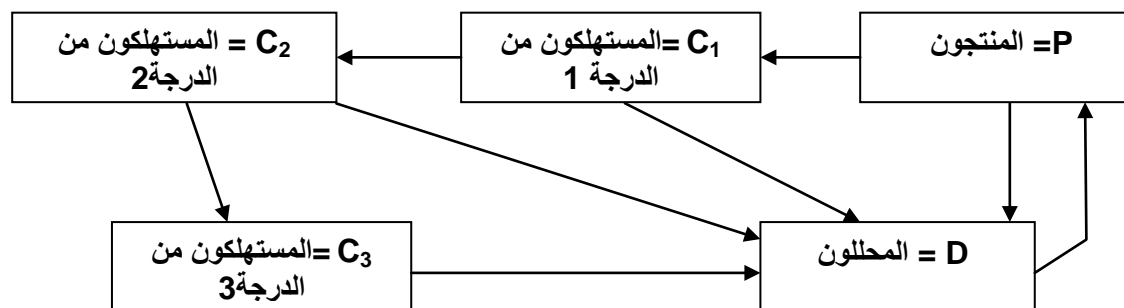 P= المنتجون
C₁ =المستهلكون من
الدرجة 1
C₂ = المستهلكون من
الدرجة2
C₃ =المستهلكون من
الدرجة3
D = المحللون